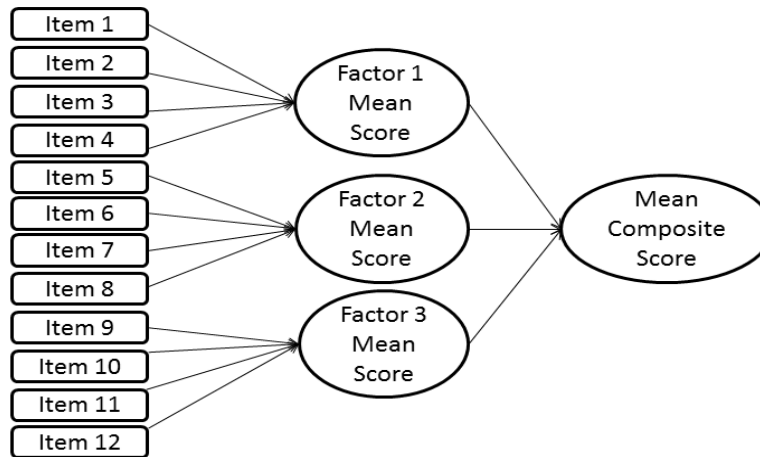 Item 1
Item 2
Item 3
Item 4
Item 5
Item 6
Item 7
Item 8
Item 9
Item 10
Item 11
Item 12
Factor 1
Mean
Score
Factor 2
Mean
Score
Factor 3
Mean
Score
Mean
Composite
Score